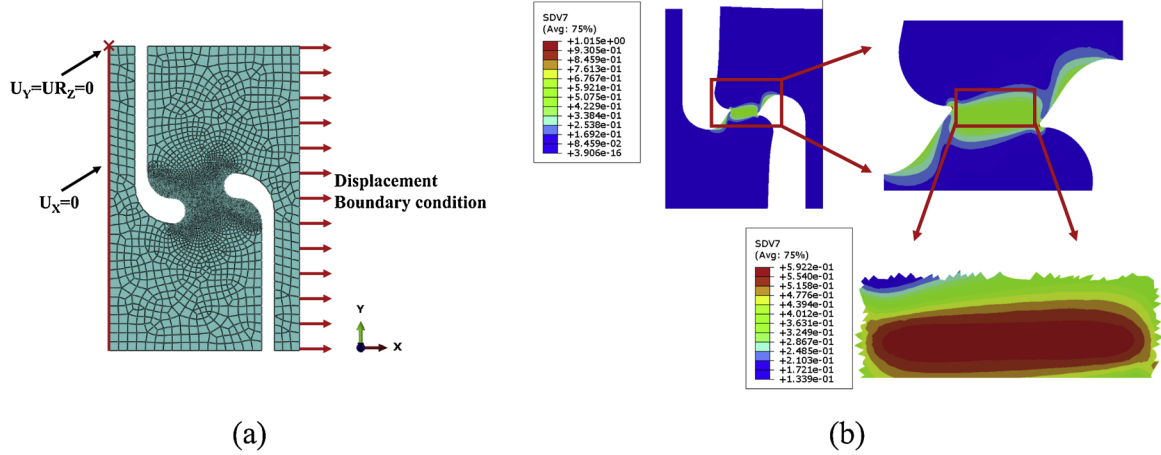 U_Y=UR_Z=0
U_X=0
Displacement
Boundary condition
Y
X
(a)
SDV7
(Avg: 75%)
+1.015e+00
+9.305e-01
+8.459e-01
+7.613e-01
+6.767e-01
+5.921e-01
+5.075e-01
+4.229e-01
+3.384e-01
+2.538e-01
+1.692e-01
+8.459e-02
+3.906e-16
SDV7
(Avg: 75%)
+5.922e-01
+5.540e-01
+5.158e-01
+4.776e-01
+4.394e-01
+4.012e-01
+3.631e-01
+3.249e-01
+2.867e-01
+2.485e-01
+2.103e-01
+1.721e-01
+1.339e-01
(b)